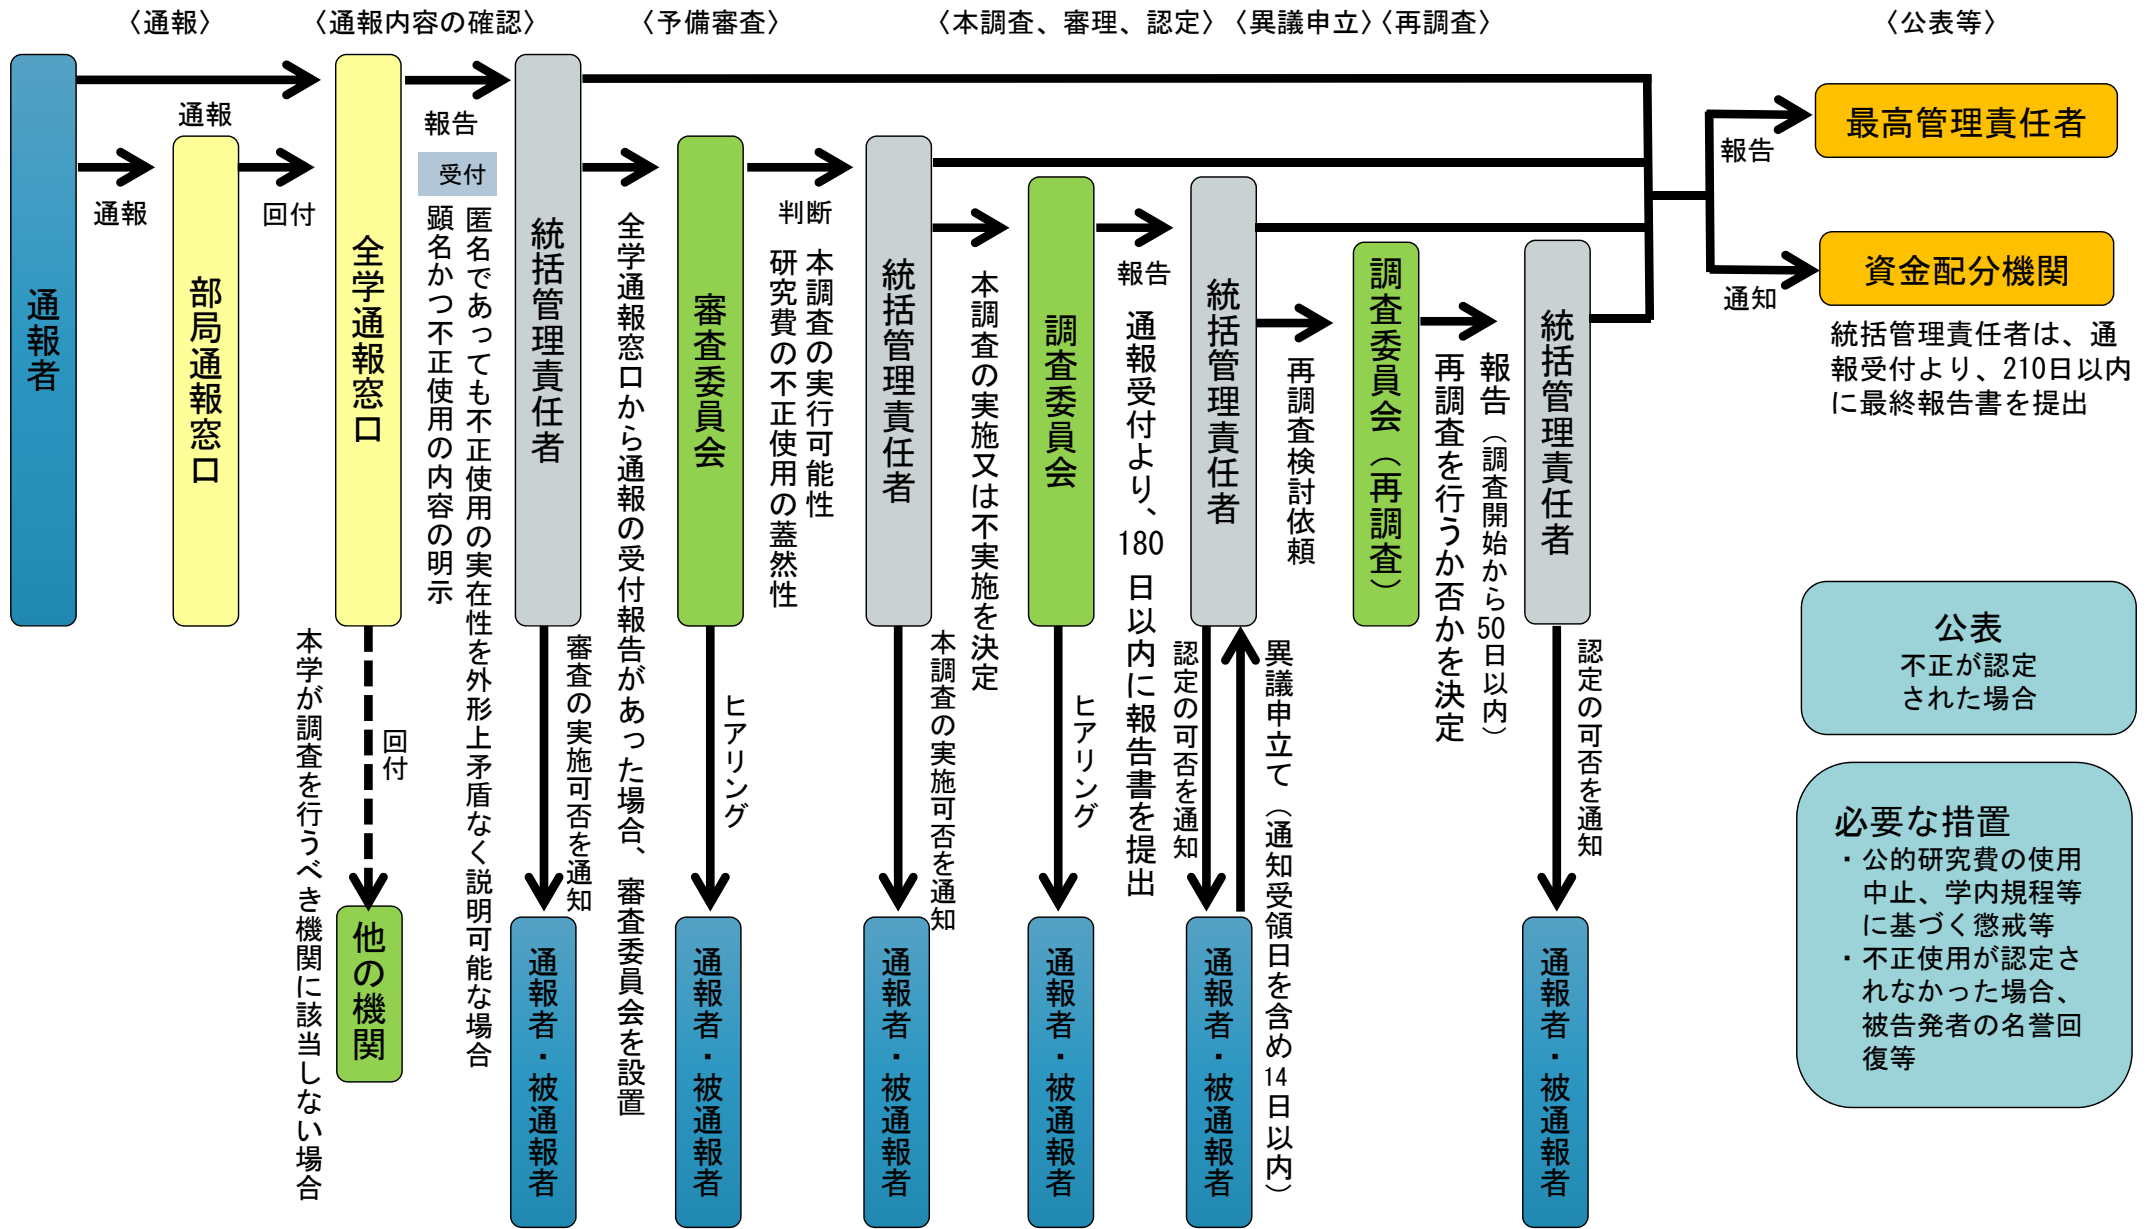 〈通報〉
〈通報内容の確認〉
〈予備審査〉
〈本調査、審理、認定〉
〈異議申立〉
〈再調査〉
〈公表等〉
通報者
通報
通報
部局通報窓口
回付
全学通報窓口
回付
本学が調査を行うべき機関に該当しない場合
他の機関
報告
受付
匿名であっても不正使用の実在性を外形上矛盾なく説明可能な場合
顕名かつ不正使用の内容の明示
統括管理責任者
審査の実施可否を通知
通報者・被通報者
全学通報窓口から通報の受付報告があった場合、審査委員会を設置
審査委員会
ヒアリング
通報者・被通報者
判断
本調査の実行可能性
研究費の不正使用の蓋然性
統括管理責任者
本調査の実施可否を通知
通報者・被通報者
本調査の実施又は不実施を決定
調査委員会
ヒアリング
通報者・被通報者
報告
通報受付より、180日以内に報告書を提出
統括管理責任者
認定の可否を通知
異議申立て（通知受領日を含め14日以内）
通報者・被通報者
再調査検討依頼
調査委員会（再調査）
報告（調査開始から50日以内）
再調査を行うか否かを決定
統括管理責任者
認定の可否を通知
通報者・被通報者
報告
最高管理責任者
通知
資金配分機関
統括管理責任者は、通
報受付より、210日以内
に最終報告書を提出
公表
不正が認定
された場合
必要な措置
・公的研究費の使用
中止、学内規程等
に基づく懲戒等
・不正使用が認定さ
れなかった場合、
被告発者の名誉回
復等